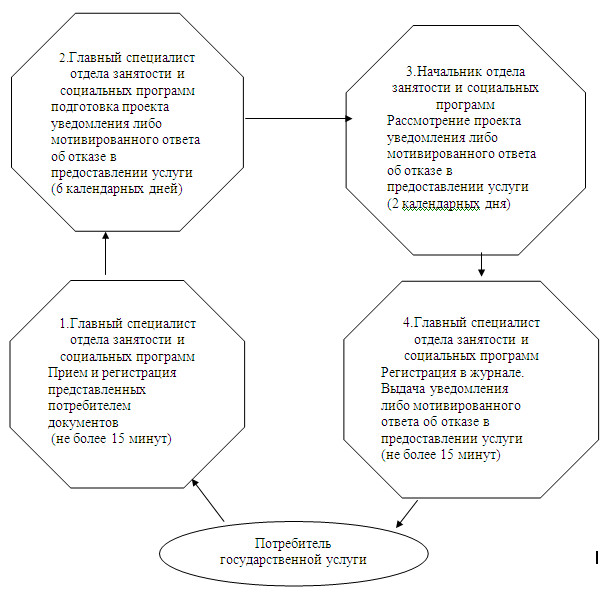 2.Главный специалист
отдела занятости и
социальных программ
подготовка проекта
уведомления либо
мотивированного ответа
об отказе в
предоставлении услуги
(6 календарных дней)
3.Начальник отдела
занятости и социальных
программ
Рассмотрение проекта
уведомления либо
мотивированного ответа
об отказе в
предоставлении услуги
(2 календарных дня)
1.Главный специалист
отдела занятости и
социальных программ
Прием и регистрация
представленных
потребителем
документов
(не более 15 минут)
4.Главный специалист
отдела занятости и
социальных программ
Регистрация в журнале.
Выдача уведомления
либо мотивированного
ответа об отказе в
предоставлении услуги
(не более 15 минут)
Потребитель
государственной услуги